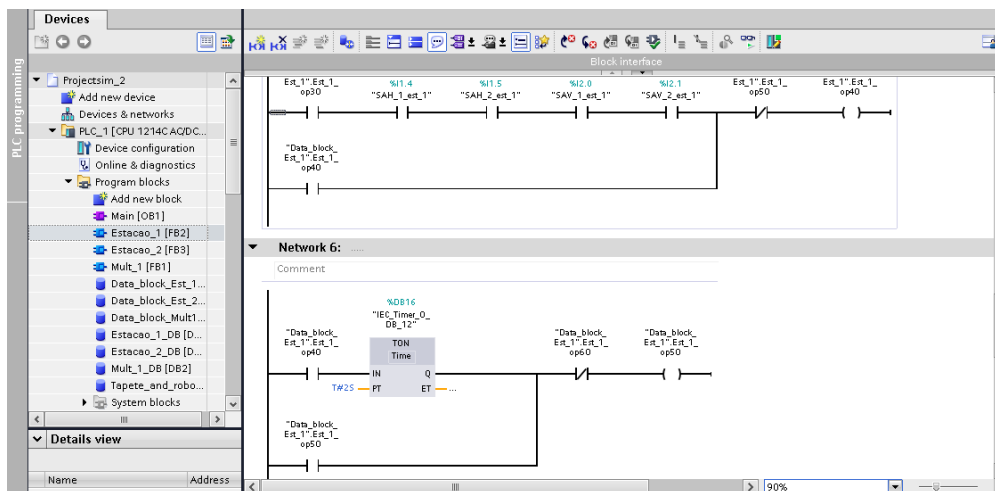 Devices
PLC programming
Projectsim_2
Add new device
Devices & networks
PLC_1 [CPU 1214C AC/DC...
Device configuration
Online & diagnostics
Program blocks
Add new block
Main [OB1]
Estacao_1 [FB2]
Estacao_2 [FB3]
Mult_1 [FB1]
Data_block_Est_1...
Data_block_Est_2...
Data_block_Mult1...
Estacao_1_DB [D...
Estacao_2_DB [D...
Mult_1_DB [DB2]
Tapete_and_robo...
System blocks
Details view
Name Address
Block interface
Est_1".Est_1_
op30
%I1.4
"SAH_1_est_1"
%I1.5
"SAH_2_est_1"
%I2.0
"SAV_1_est_1"
%I2.1
"SAV_2_est_1"
Est_1".Est_1_
op50
Est_1".Est_1_
op40
"Data_block_
Est_1".Est_1_
op40
Network 6: .....
Comment
%DB16
"IEC_Timer_0_
DB_12"
TON
Time
"Data_block_
Est_1".Est_1_
op40
IN Q
T#2S PT ET ...
"Data_block_
Est_1".Est_1_
op60
"Data_block_
Est_1".Est_1_
op50
"Data_block_
Est_1".Est_1_
op50
90%